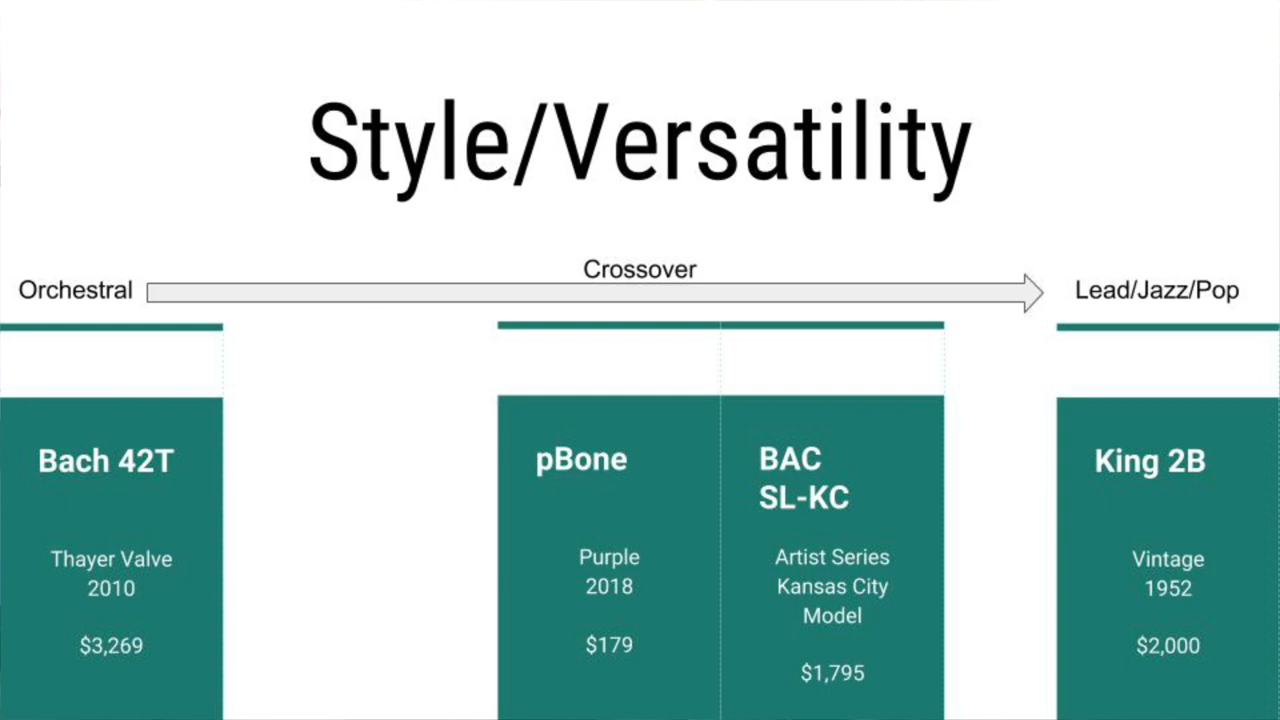 Style/Versatility
Crossover
Orchestral
Lead/Jazz/Pop
Bach 42T
Thayer Valve
2010
$3,269
pBone
Purple
2018
$179
BAC
SL-KC
Artist Series
Kansas City
Model
$1,795
King 2B
Vintage
1952
$2,000